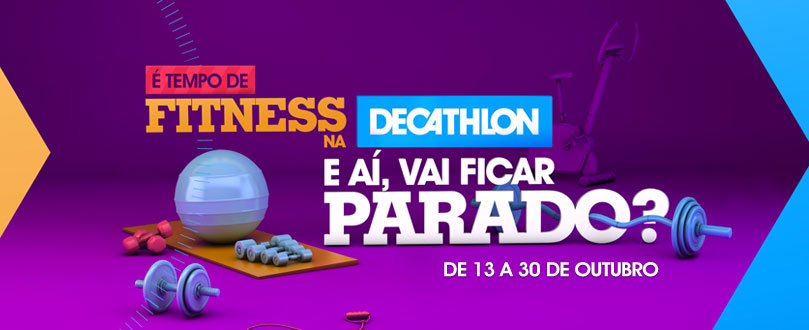 É TEMPO DE
FITNESS
NA DECATHLON
E AÍ, VAI FICAR
PARADO?
DE 13 A 30 DE OUTUBRO